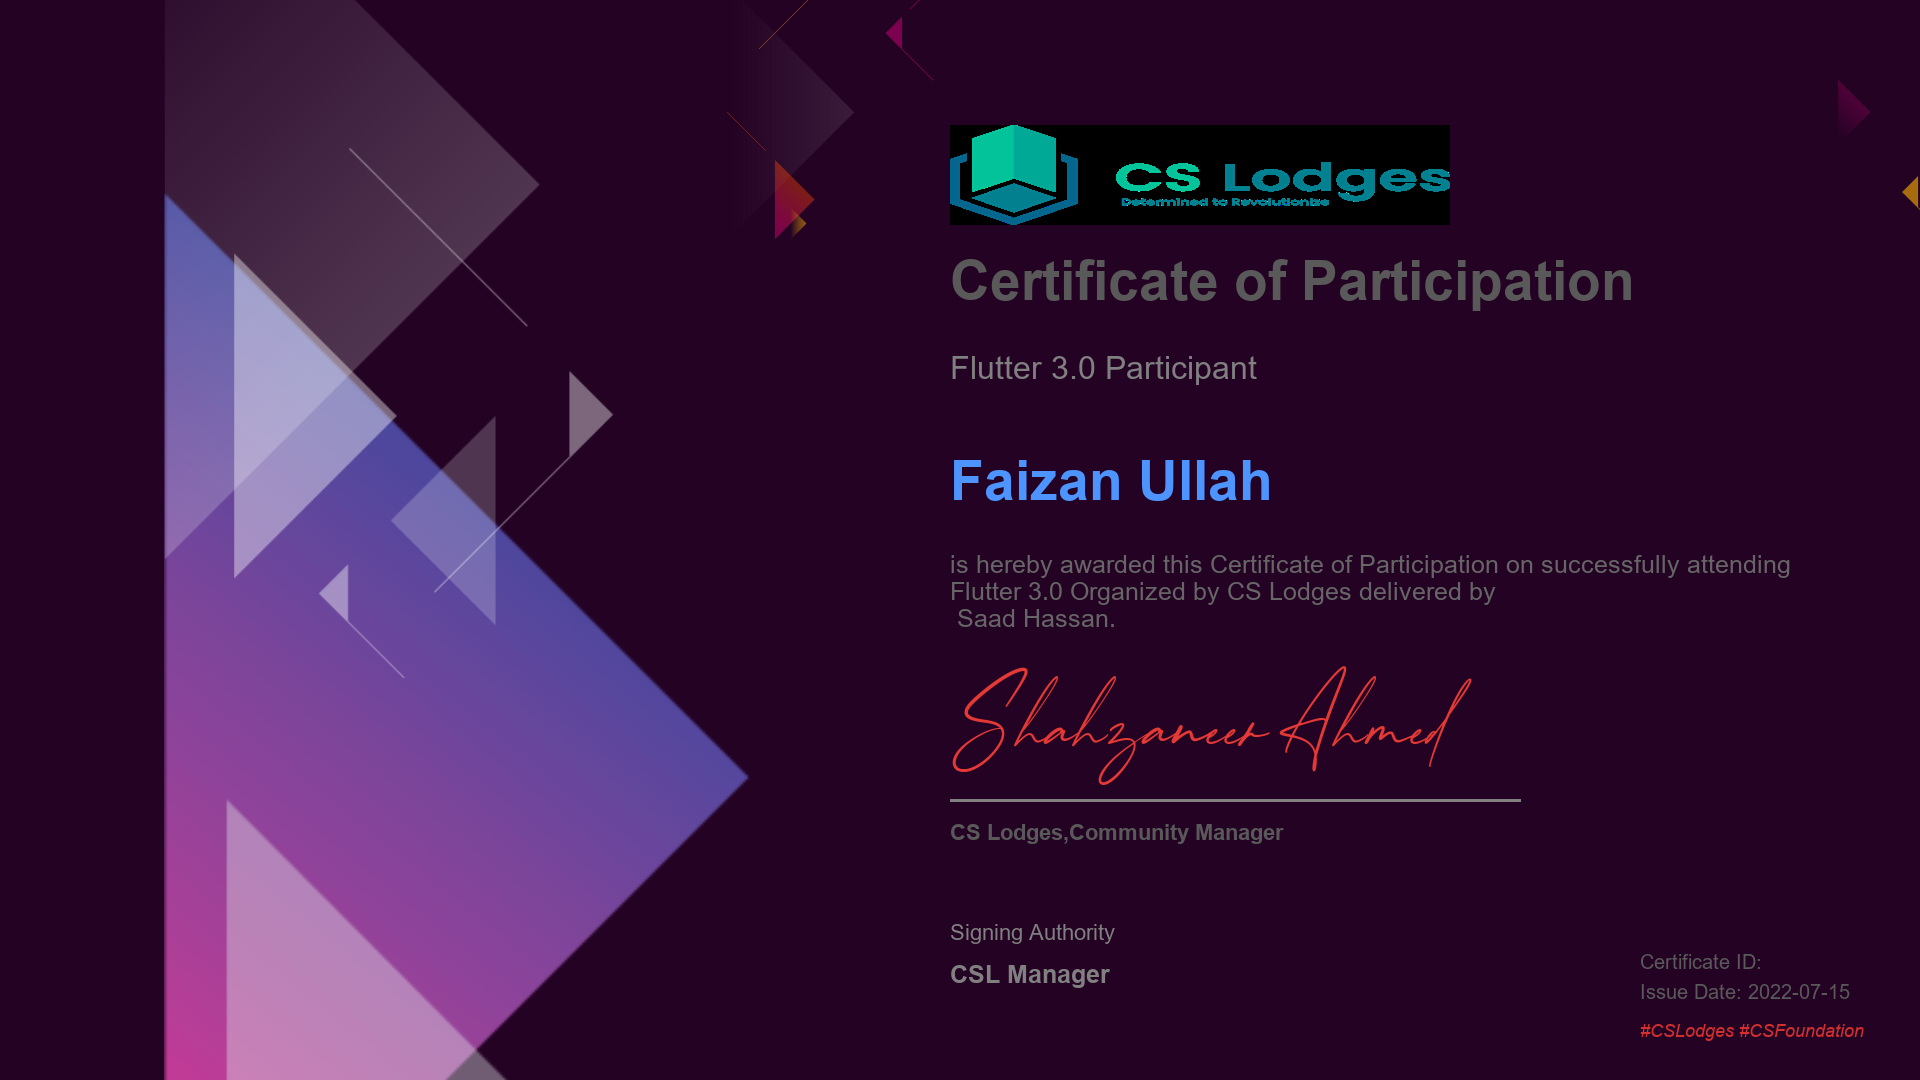 CS Lodges
Determined to Revolutionize
Certificate of Participation
Flutter 3.0 Participant
Faizan Ullah
is hereby awarded this Certificate of Participation on successfully attending
Flutter 3.0 Organized by CS Lodges delivered by
Saad Hassan.
Shahzaneer Ahmed
CS Lodges,Community Manager
Signing Authority
CSL Manager
Certificate ID:
Issue Date: 2022-07-15
#CSLodges #CSFoundation